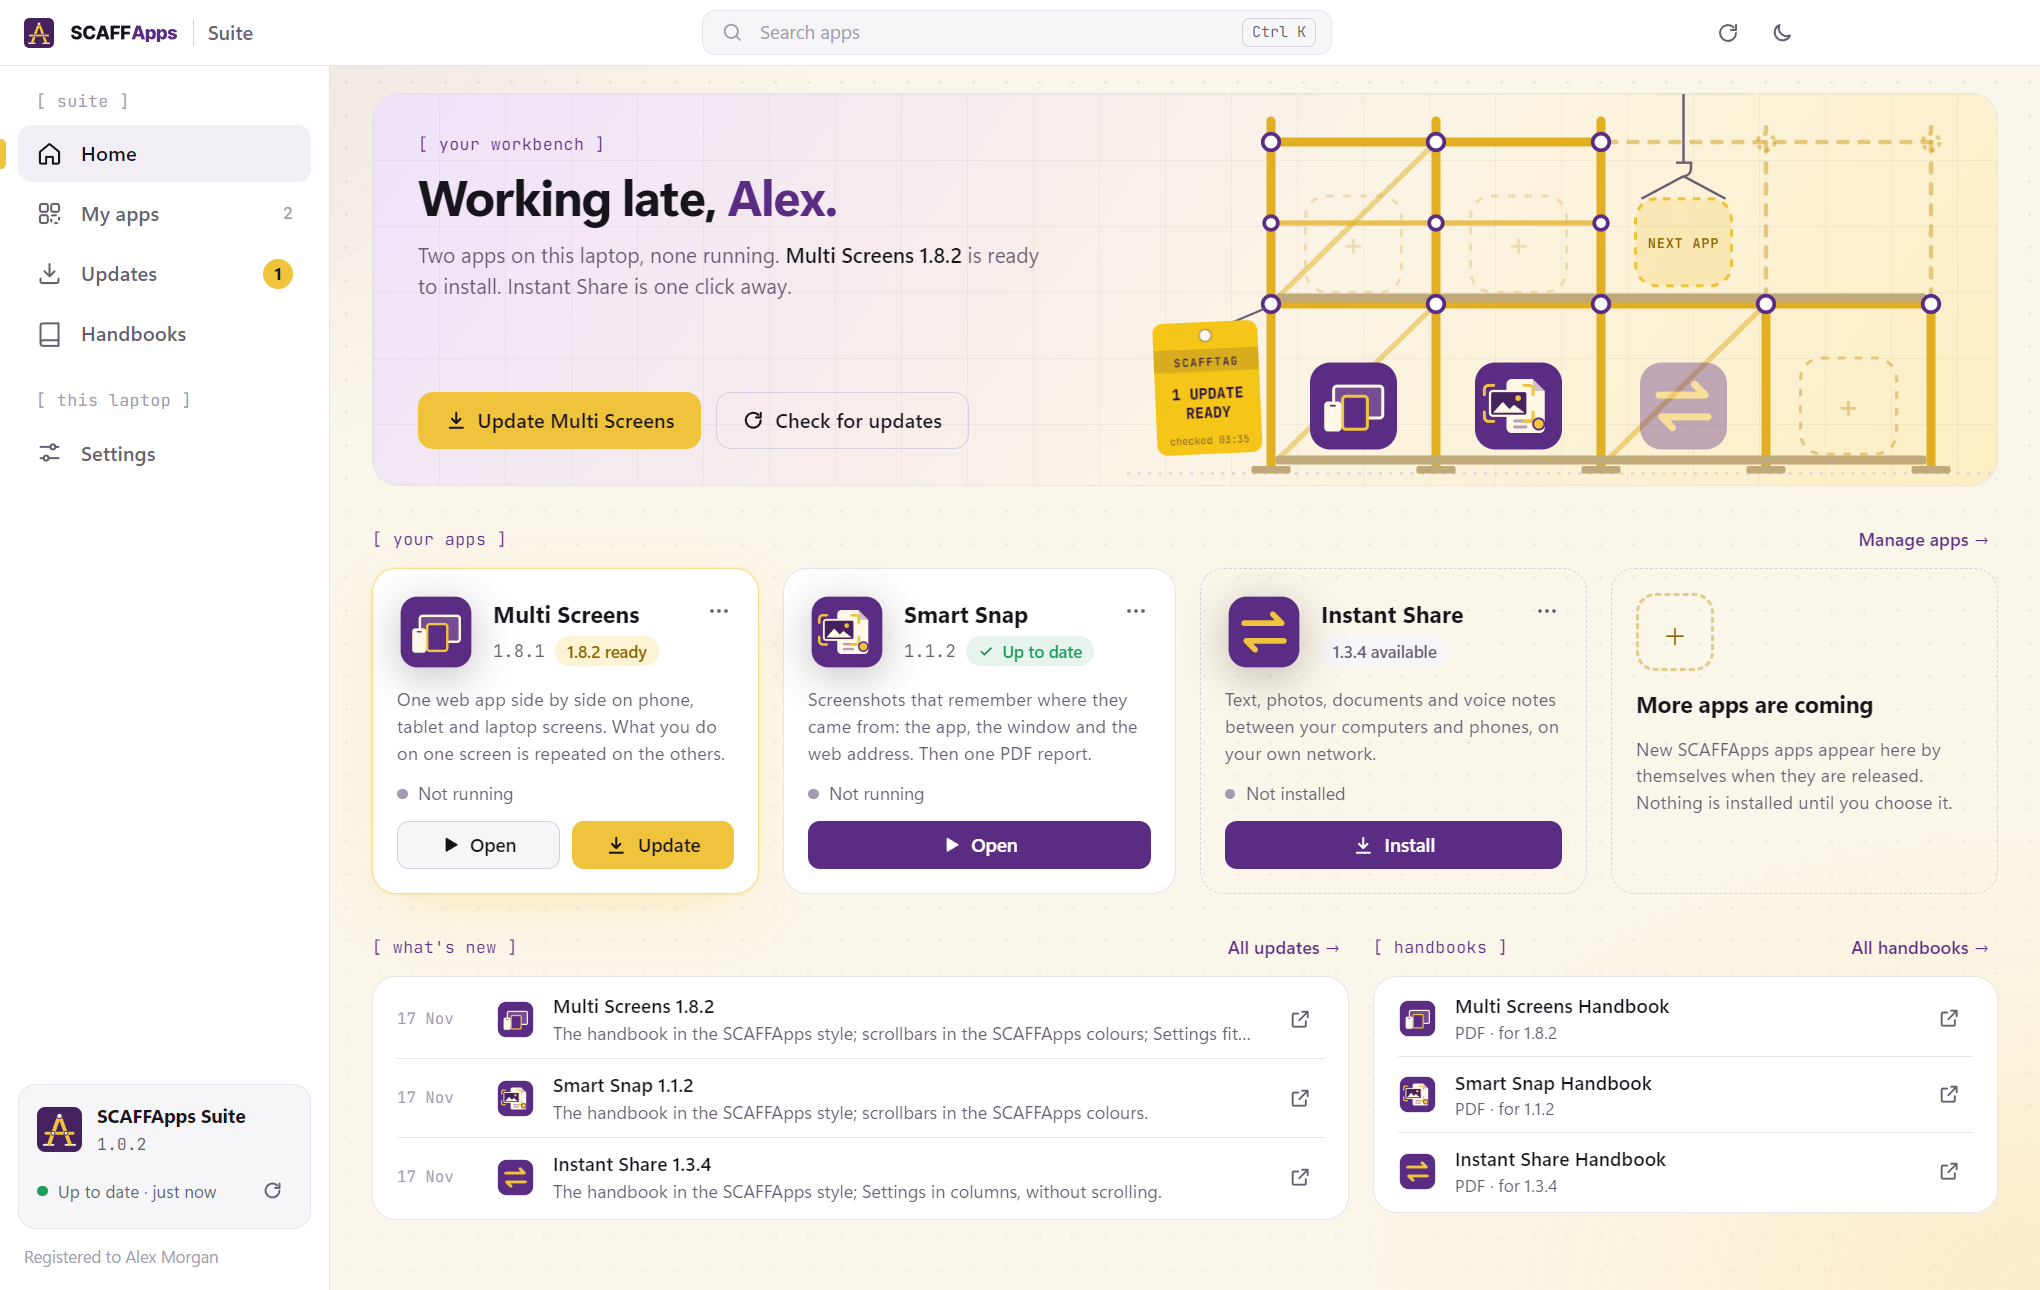 SCAFFApps Suite
Search apps
Ctrl K
[ suite ]
Home
My apps 2
Updates 1
Handbooks
[ this laptop ]
Settings
SCAFFApps Suite
1.0.2
Up to date · just now
Registered to Alex Morgan
[ your workbench ]
Working late, Alex.
Two apps on this laptop, none running. Multi Screens 1.8.2 is ready
to install. Instant Share is one click away.
Update Multi Screens
Check for updates
NEXT APP
SCAFFTAG
1 UPDATE
READY
checked 03:35
[ your apps ]
Manage apps →
Multi Screens
1.8.1 1.8.2 ready
One web app side by side on phone,
tablet and laptop screens. What you do
on one screen is repeated on the others.
Not running
Open
Update
Smart Snap
1.1.2 Up to date
Screenshots that remember where they
came from: the app, the window and the
web address. Then one PDF report.
Not running
Open
Instant Share
1.3.4 available
Text, photos, documents and voice notes
between your computers and phones, on
your own network.
Not installed
Install
More apps are coming
New SCAFFApps apps appear here by
themselves when they are released.
Nothing is installed until you choose it.
[ what's new ]
All updates →
17 Nov
Multi Screens 1.8.2
The handbook in the SCAFFApps style; scrollbars in the SCAFFApps colours; Settings fit...
17 Nov
Smart Snap 1.1.2
The handbook in the SCAFFApps style; scrollbars in the SCAFFApps colours.
17 Nov
Instant Share 1.3.4
The handbook in the SCAFFApps style; Settings in columns, without scrolling.
[ handbooks ]
All handbooks →
Multi Screens Handbook
PDF · for 1.8.2
Smart Snap Handbook
PDF · for 1.1.2
Instant Share Handbook
PDF · for 1.3.4